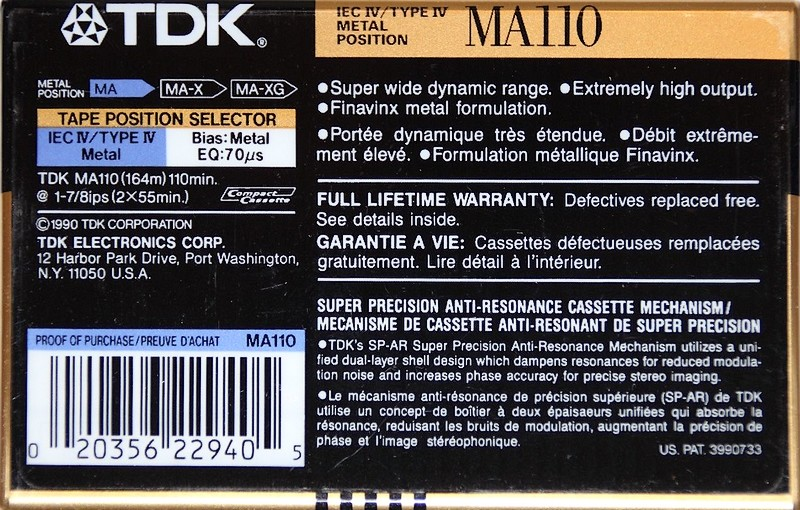 TDK®
IEC IV/TYPE IV
METAL
POSITION
MA110
METAL
POSITION
MA
MA-X
MA-XG
TAPE POSITION SELECTOR
IEC IV/TYPE IV
Metal
Bias: Metal
EQ: 70µs
TDK MA110 (164m) 110min.
@ 1-7/8ips (2×55min.)
Compact
Cassette
©1990 TDK CORPORATION
TDK ELECTRONICS CORP.
12 Harbor Park Drive, Port Washington,
N.Y. 11050 U.S.A.
PROOF OF PURCHASE/PREUVE D'ACHAT MA110
0 20356 22940 5
●Super wide dynamic range. ●Extremely high output.
●Finavinx metal formulation.
●Portée dynamique très étendue. ●Débit extrême-
ment élevé. ●Formulation métallique Finavinx.
FULL LIFETIME WARRANTY: Defectives replaced free.
See details inside.
GARANTIE A VIE: Cassettes défectueuses remplacées
gratuitement. Lire détail à l'intérieur.
SUPER PRECISION ANTI-RESONANCE CASSETTE MECHANISM/
MECANISME DE CASSETTE ANTI-RESONANT DE SUPER PRECISION
●TDK's SP-AR Super Precision Anti-Resonance Mechanism utilizes a uni-
fied dual-layer shell design which dampens resonances for reduced modula-
tion noise and increases phase accuracy for precise stereo imaging.
●Le mécanisme anti-résonance de précision supérieure (SP-AR) de TDK
utilise un concept de boîtier à deux épaisaeurs unifiées qui absorbe la
résonance, reduisant les bruits de modulation, augmentant la précision de
phase et l'image stéréophonique.
US. PAT. 3990733